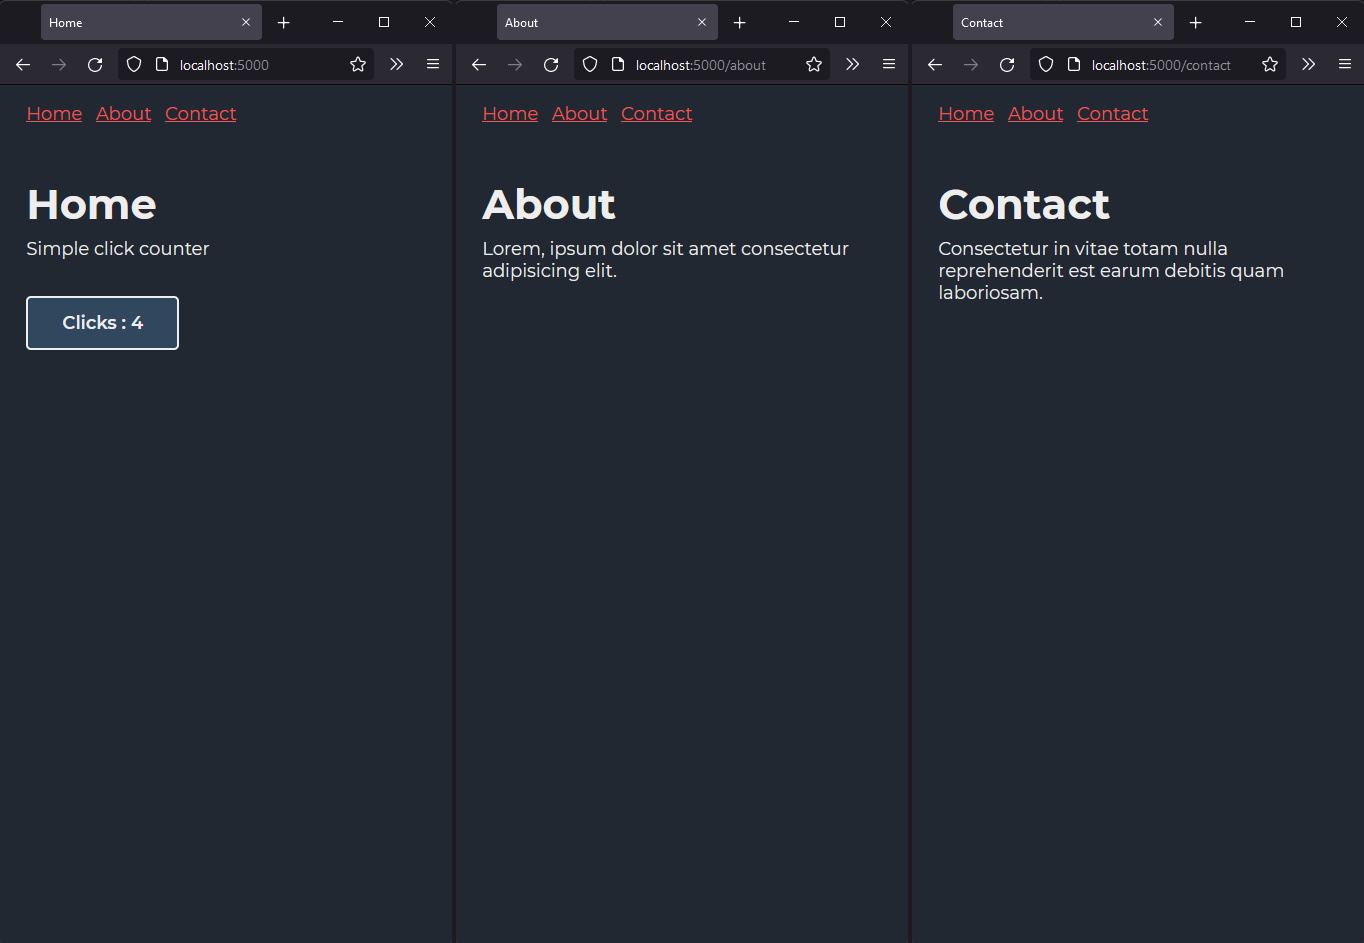 Home
localhost:5000
Home About Contact
Home
Simple click counter
Clicks : 4
About
localhost:5000/about
Home About Contact
About
Lorem, ipsum dolor sit amet consectetur
adipisicing elit.
Contact
localhost:5000/contact
Home About Contact
Contact
Consectetur in vitae totam nulla
reprehenderit est earum debitis quam
laboriosam.